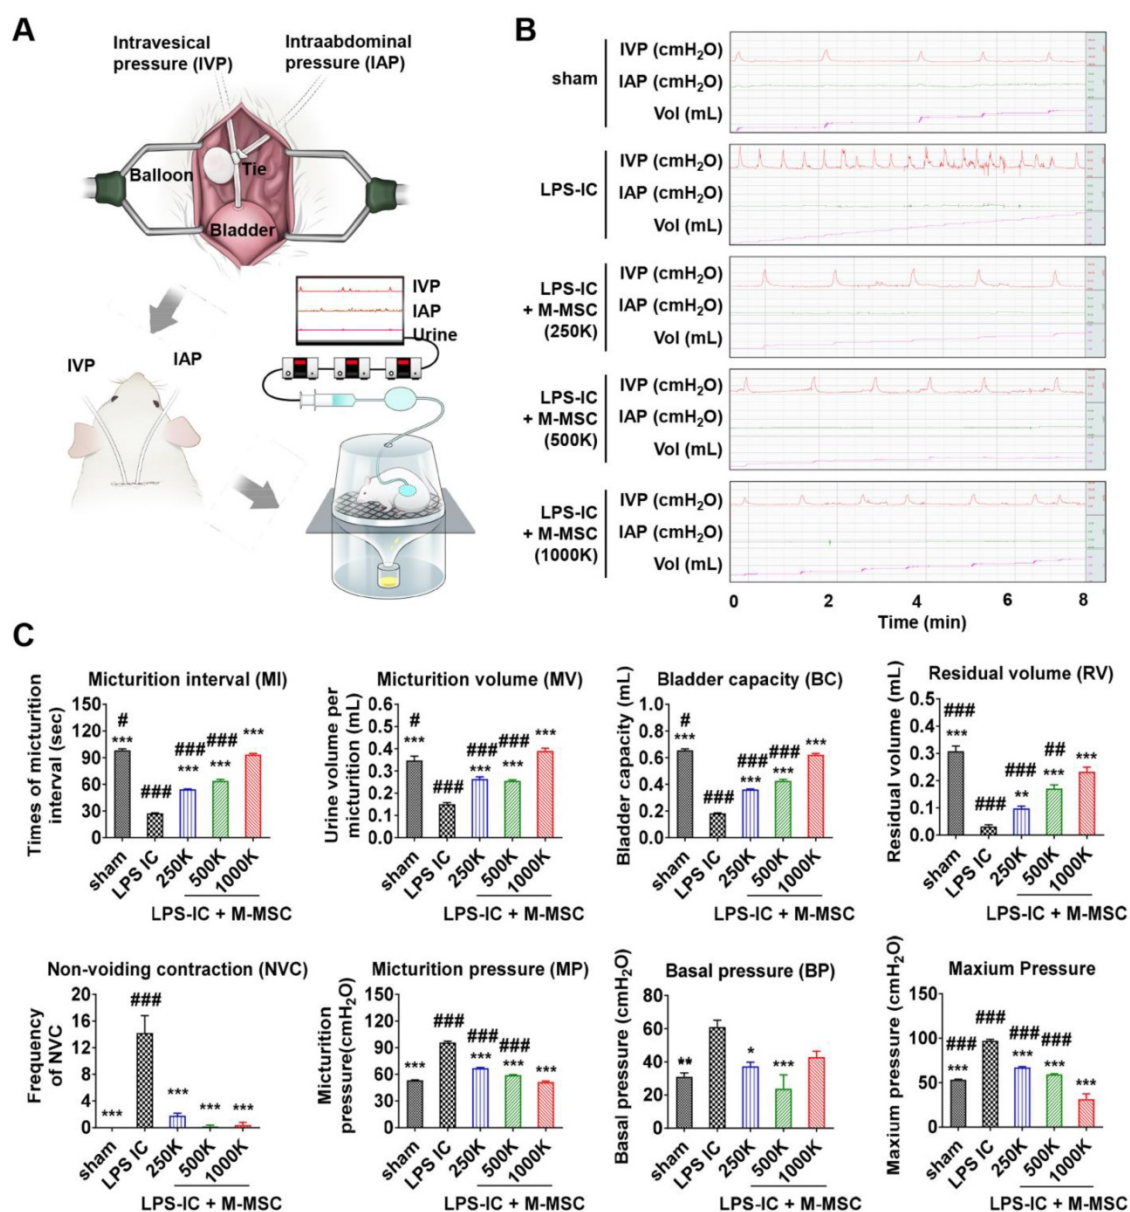 A
Intravesical
pressure (IVP)
Intraabdominal
pressure (IAP)
Balloon
Tie
Bladder
IVP
IAP
Urine
IVP
IAP
B
sham
IVP (cmH₂O)
IAP (cmH₂O)
Vol (mL)
LPS-IC
IVP (cmH₂O)
IAP (cmH₂O)
Vol (mL)
LPS-IC
+ M-MSC
(250K)
IVP (cmH₂O)
IAP (cmH₂O)
Vol (mL)
LPS-IC
+ M-MSC
(500K)
IVP (cmH₂O)
IAP (cmH₂O)
Vol (mL)
LPS-IC
+ M-MSC
(1000K)
IVP (cmH₂O)
IAP (cmH₂O)
Vol (mL)
0 2 4 6 8
Time (min)
C
Micturition interval (MI)
Times of micturition
interval (sec)
150
120
90
60
30
0
#
***
###
###
***
###
***
***
sham
LPS IC
250K
500K
1000K
LPS-IC + M-MSC
Micturition volume (MV)
Urine volume per
micturition (mL)
0.6
0.5
0.4
0.3
0.2
0.1
0.0
#
***
###
###
***
###
***
***
sham
LPS IC
250K
500K
1000K
LPS-IC + M-MSC
Bladder capacity (BC)
Bladder capacity (mL)
1.0
0.8
0.6
0.4
0.2
0.0
#
***
###
###
***
###
***
***
sham
LPS IC
250K
500K
1000K
LPS-IC + M-MSC
Residual volume (RV)
Residual volume (mL)
0.5
0.4
0.3
0.2
0.1
0.0
###
***
###
###
**
##
***
***
sham
LPS IC
250K
500K
1000K
LPS-IC + M-MSC
Non-voiding contraction (NVC)
Frequency
of NVC
20
16
12
8
4
0
***
###
***
***
***
sham
LPS IC
250K
500K
1000K
LPS-IC + M-MSC
Micturition pressure (MP)
Micturition
pressure(cmH₂O)
150
120
90
60
30
0
***
###
###
***
###
***
***
sham
LPS IC
250K
500K
1000K
LPS-IC + M-MSC
Basal pressure (BP)
Basal pressure (cmH₂O)
80
60
40
20
0
**
*
***
sham
LPS IC
250K
500K
1000K
LPS-IC + M-MSC
Maxium Pressure
Maxium pressure (cmH₂O)
150
100
50
0
###
***
###
###
***
###
***
***
sham
LPS IC
250K
500K
1000K
LPS-IC + M-MSC